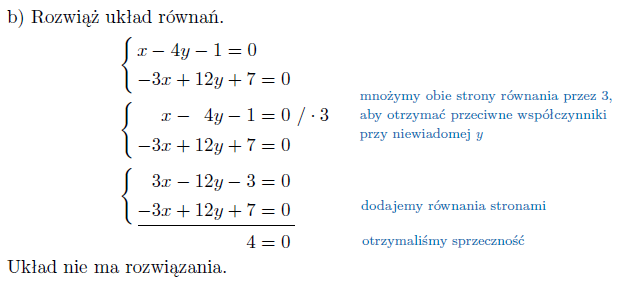 b) Rozwiąż układ równań.
x − 4y − 1 = 0
−3x + 12y + 7 = 0
x − 4y − 1 = 0 / · 3
−3x + 12y + 7 = 0
mnożymy obie strony równania przez 3,
aby otrzymać przeciwne współczynniki
przy niewiadomej y
3x − 12y − 3 = 0
−3x + 12y + 7 = 0
dodajemy równania stronami
4 = 0
otrzymaliśmy sprzeczność
Układ nie ma rozwiązania.